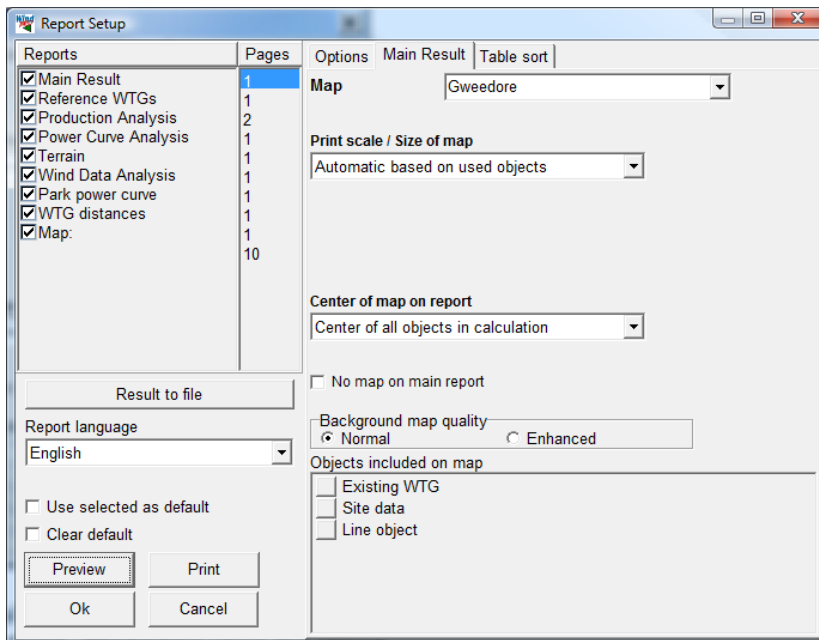 Wind
Report Setup
Reports Pages
Main Result 1
Reference WTGs 1
Production Analysis 2
Power Curve Analysis 1
Terrain 1
Wind Data Analysis 1
Park power curve 1
WTG distances 1
Map: 1
10
Result to file
Report language
English
Use selected as default
Clear default
Preview Print
Ok Cancel
Options Main Result Table sort
Map Gweedore
Print scale / Size of map
Automatic based on used objects
Center of map on report
Center of all objects in calculation
No map on main report
Background map quality
Normal Enhanced
Objects included on map
Existing WTG
Site data
Line object